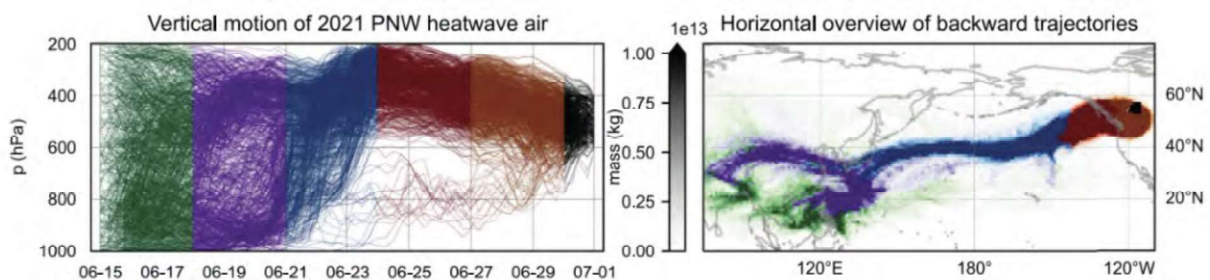 Vertical motion of 2021 PNW heatwave air
200
400
600
800
1000
p (hPa)
06-15 06-17 06-19 06-21 06-23 06-25 06-27 06-29 07-01
1e13
1.00
0.75
0.50
0.25
0.00
mass (kg)
Horizontal overview of backward trajectories
60°N
40°N
20°N
120°E 180° 120°W